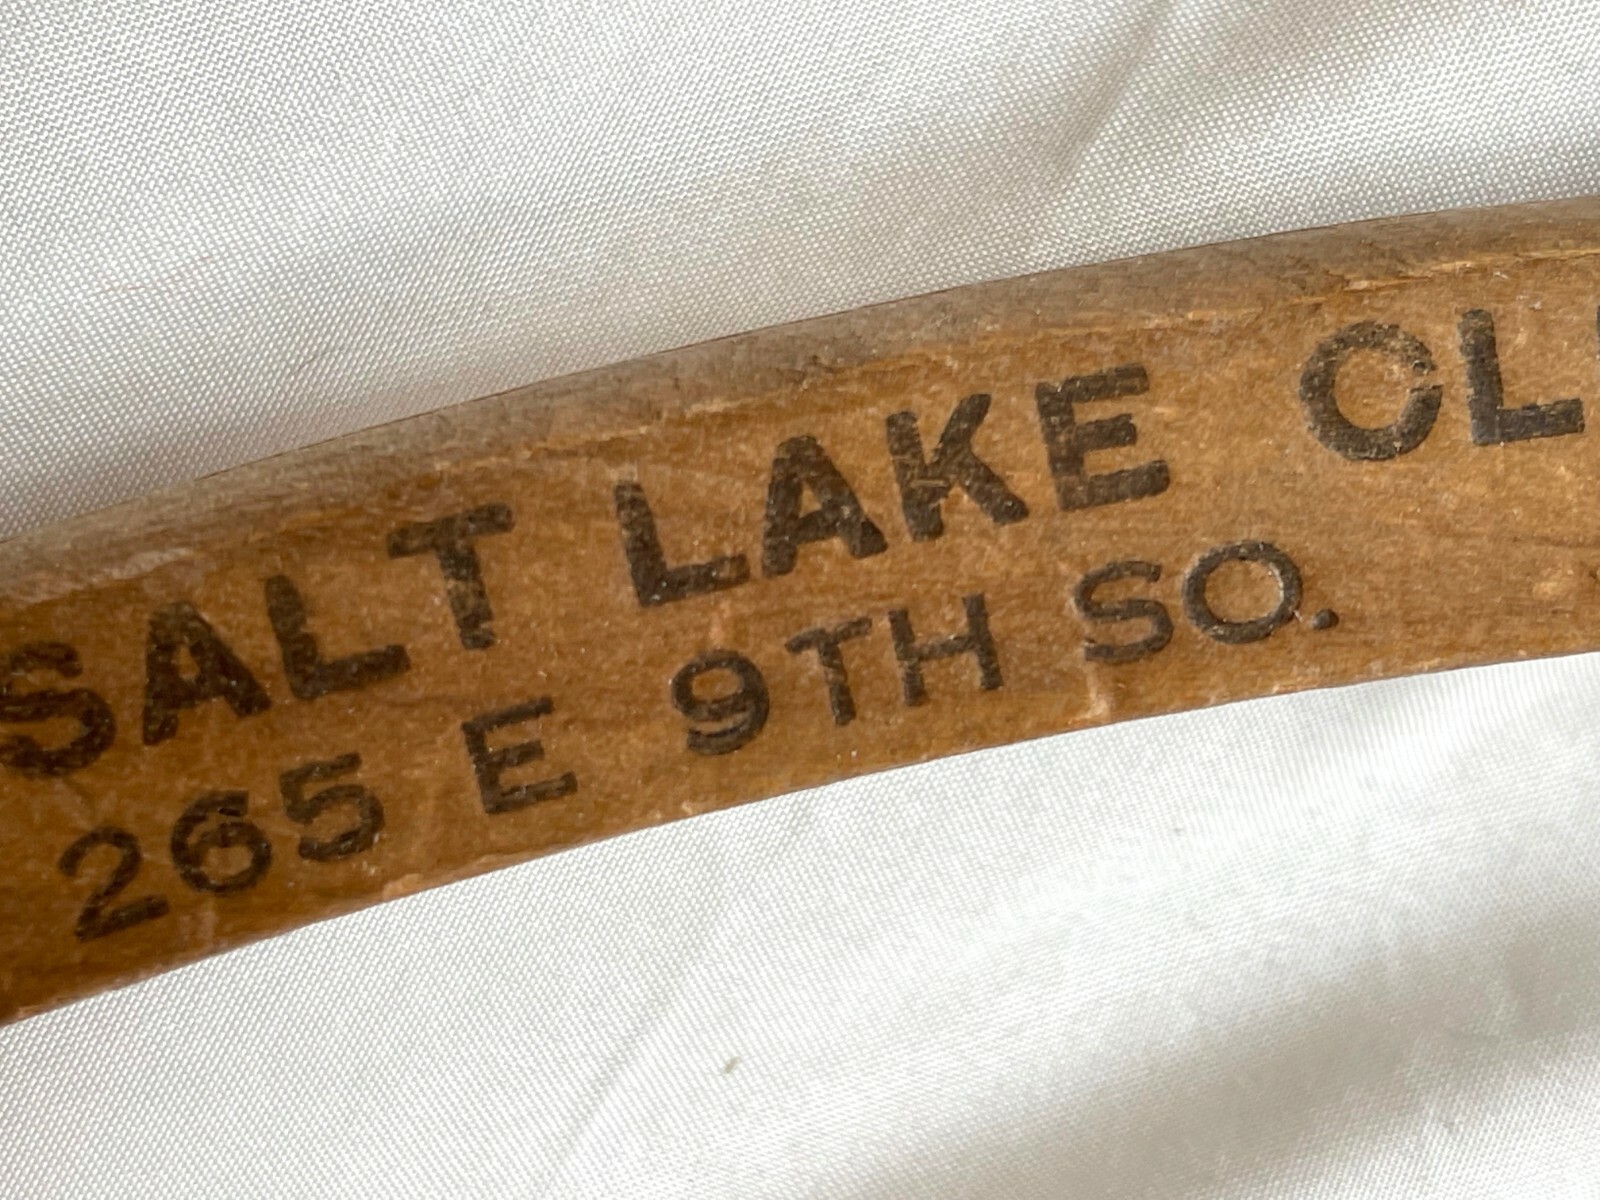 SALT LAKE CL
265 E 9TH SO.